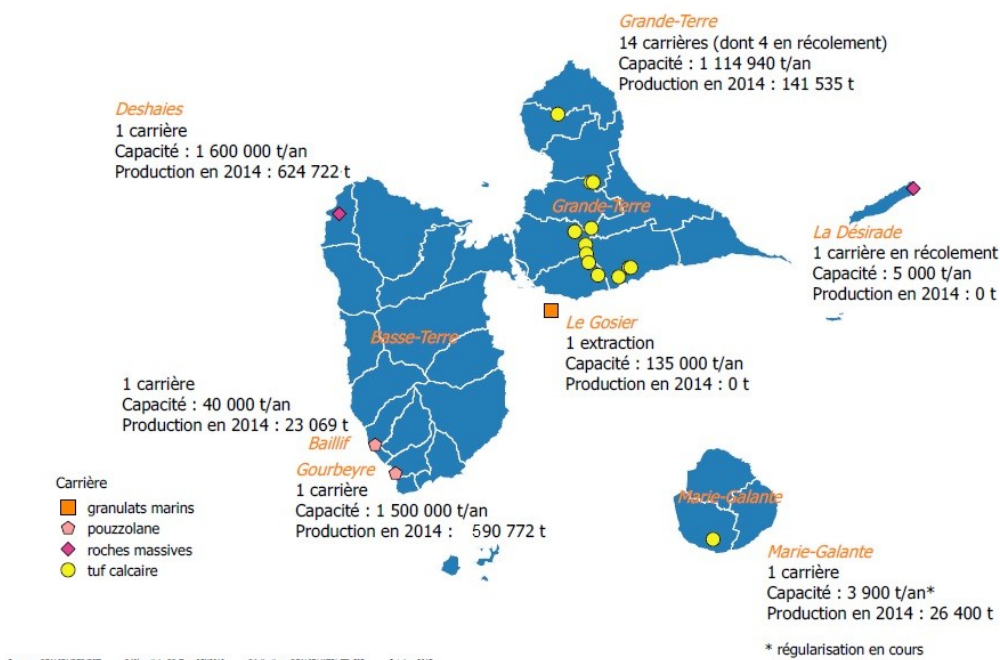 Grande-Terre
14 carrières (dont 4 en récolement)
Capacité : 1 114 940 t/an
Production en 2014 : 141 535 t
Deshaies
1 carrière
Capacité : 1 600 000 t/an
Production en 2014 : 624 722 t
Grande-Terre
La Désirade
1 carrière en récolement
Capacité : 5 000 t/an
Production en 2014 : 0 t
Le Gosier
1 extraction
Capacité : 135 000 t/an
Production en 2014 : 0 t
Basse-Terre
1 carrière
Capacité : 40 000 t/an
Production en 2014 : 23 069 t
Baillif
Gourbeyre
1 carrière
Capacité : 1 500 000 t/an
Production en 2014 : 590 772 t
Carrière
granulats marins
pouzzolane
roches massives
tuf calcaire
Marie-Galante
Marie-Galante
1 carrière
Capacité : 3 900 t/an*
Production en 2014 : 26 400 t
* régularisation en cours